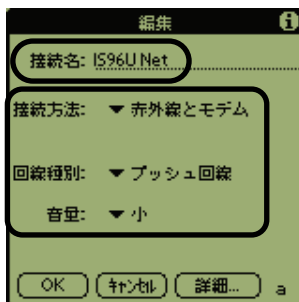 編集 i
接続名: IS96U Net
接続方法: ▼ 赤外線とモデム
回線種別: ▼ プッシュ回線
音量: ▼ 小
OK ｷｬﾝｾﾙ 詳細... a